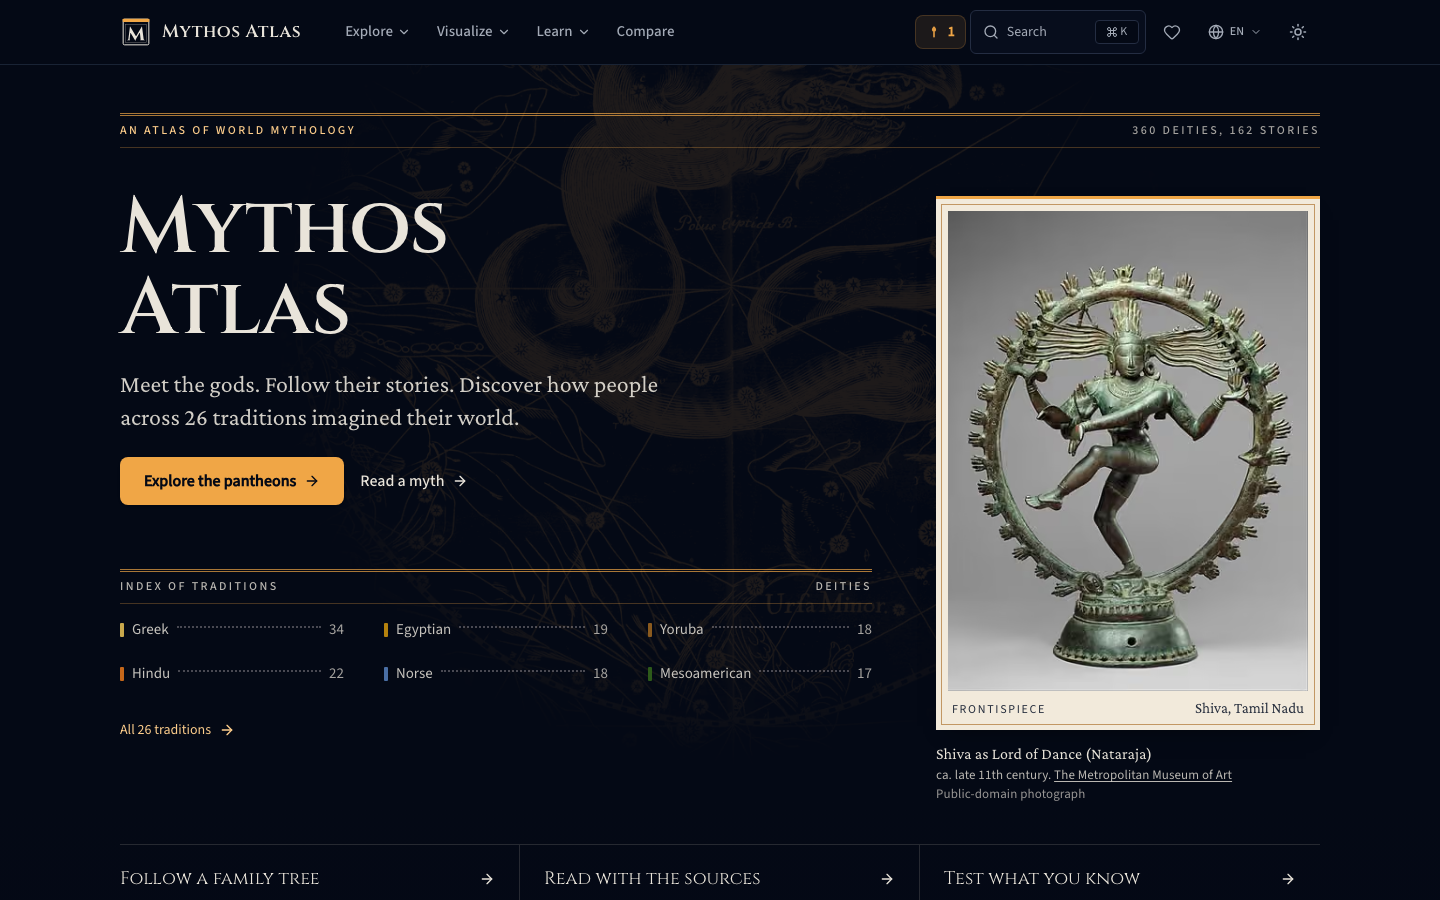 M MYTHOS ATLAS
Explore
Visualize
Learn
Compare
1
Search
⌘K
EN
AN ATLAS OF WORLD MYTHOLOGY
360 DEITIES, 162 STORIES
MYTHOS
ATLAS
Polus Ecliptica B.
Meet the gods. Follow their stories. Discover how people
across 26 traditions imagined their world.
Explore the pantheons →
Read a myth →
INDEX OF TRADITIONS
DEITIES
Ursa Minor.
Greek 34
Egyptian 19
Yoruba 18
Hindu 22
Norse 18
Mesoamerican 17
All 26 traditions →
FRONTISPIECE
Shiva, Tamil Nadu
Shiva as Lord of Dance (Nataraja)
ca. late 11th century. The Metropolitan Museum of Art
Public-domain photograph
FOLLOW A FAMILY TREE →
READ WITH THE SOURCES →
TEST WHAT YOU KNOW →